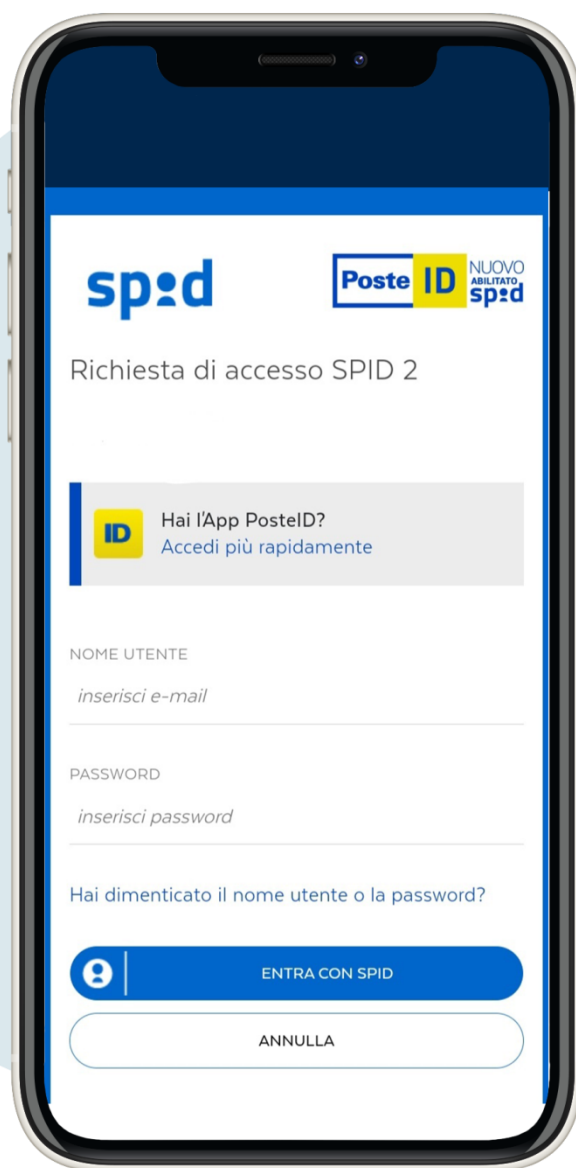 spid
Poste ID NUOVO
ABILITATO
spid
Richiesta di accesso SPID 2
ID
Hai l'App PosteID?
Accedi più rapidamente
NOME UTENTE
inserisci e-mail
PASSWORD
inserisci password
Hai dimenticato il nome utente o la password?
ENTRA CON SPID
ANNULLA